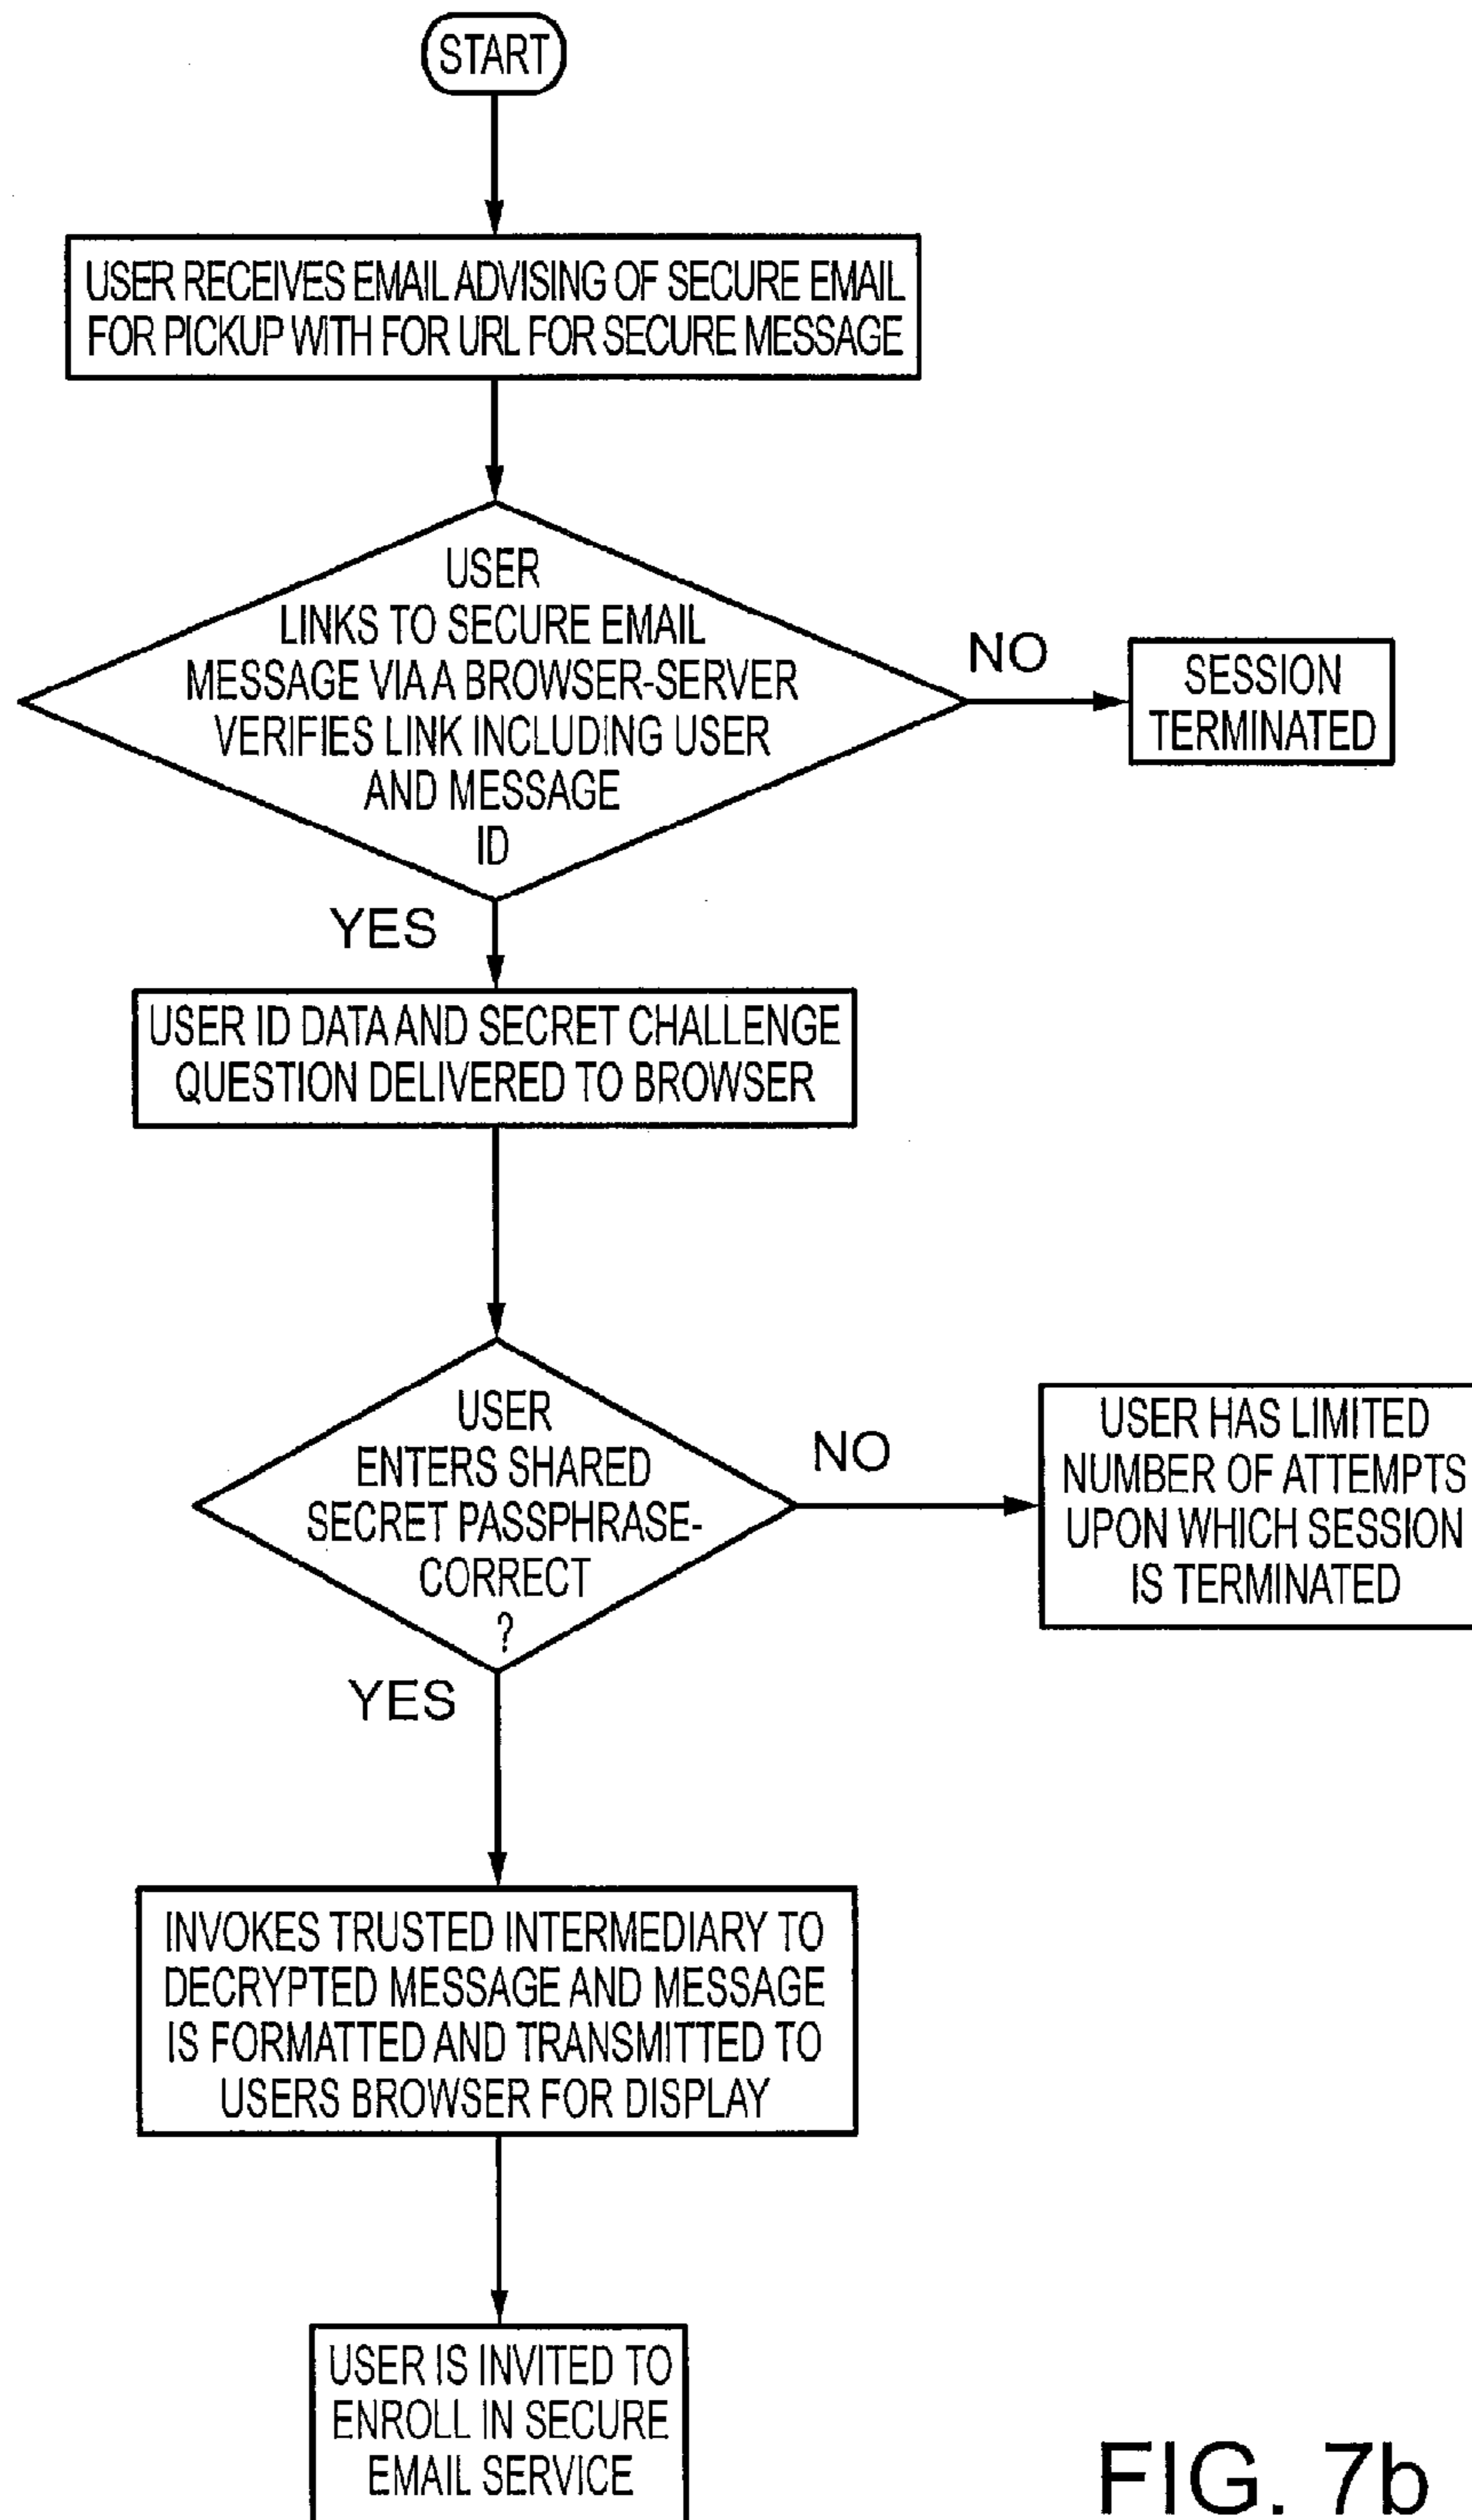 START
USER RECEIVES EMAIL ADVISING OF SECURE EMAIL
FOR PICKUP WITH FOR URL FOR SECURE MESSAGE
USER
LINKS TO SECURE EMAIL
MESSAGE VIA A BROWSER-SERVER
VERIFIES LINK INCLUDING USER
AND MESSAGE
ID
NO
SESSION
TERMINATED
YES
USER ID DATA AND SECRET CHALLENGE
QUESTION DELIVERED TO BROWSER
USER
ENTERS SHARED
SECRET PASSPHRASE-
CORRECT
?
NO
USER HAS LIMITED
NUMBER OF ATTEMPTS
UPON WHICH SESSION
IS TERMINATED
YES
INVOKES TRUSTED INTERMEDIARY TO
DECRYPTED MESSAGE AND MESSAGE
IS FORMATTED AND TRANSMITTED TO
USERS BROWSER FOR DISPLAY
USER IS INVITED TO
ENROLL IN SECURE
EMAIL SERVICE
FIG. 7b